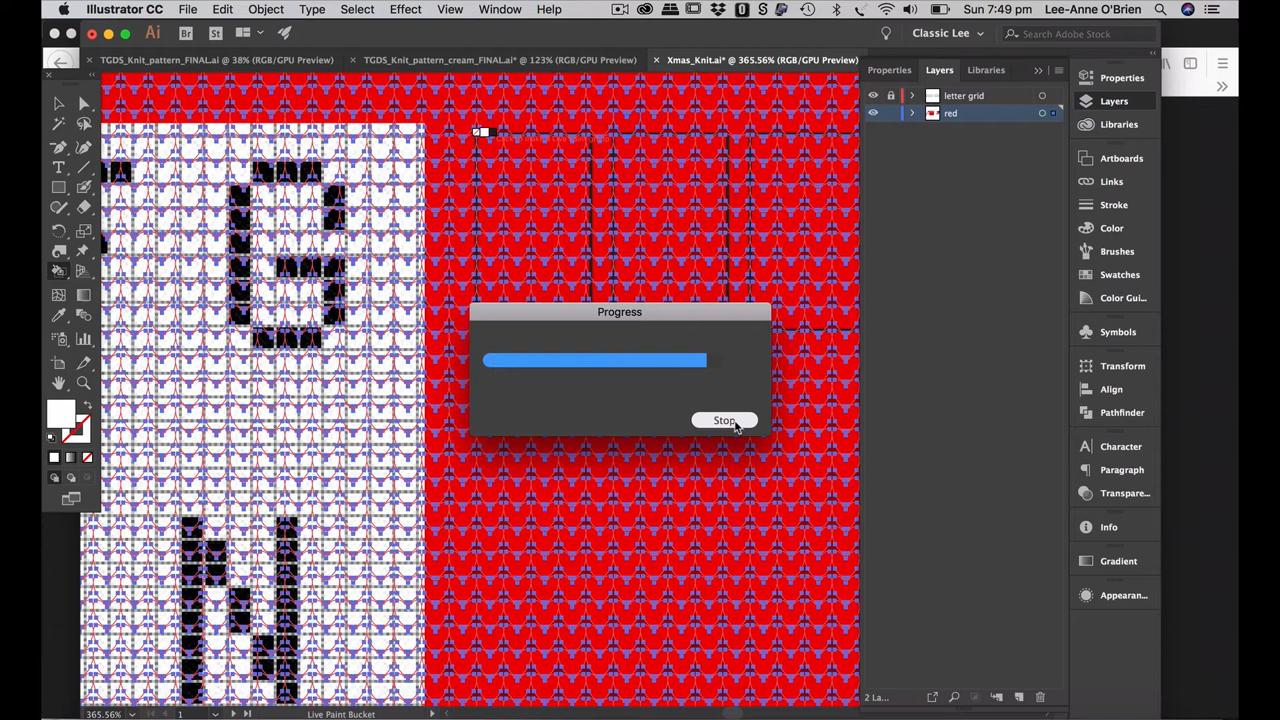 Illustrator CC File Edit Object Type Select Effect View Window Help Sun 7:49 pm Lee-Anne O'Brien
Ai Br St Classic Lee Search Adobe Stock
TGDS_Knit_pattern_FINAL.ai @ 38% (RGB/GPU Preview) TGDS_Knit_pattern_cream_FINAL.ai* @ 123% (RGB/GPU Preview) Xmas_Knit.ai* @ 365.56% (RGB/GPU Preview)
Properties Layers Libraries
letter grid
red
Properties
Layers
Libraries
Artboards
Links
Stroke
Color
Brushes
Swatches
Color Gui...
Symbols
Transform
Align
Pathfinder
Character
Paragraph
Transpare...
Info
Gradient
Appearan...
Progress
Stop
2 La...
365.56% 1 Live Paint Bucket